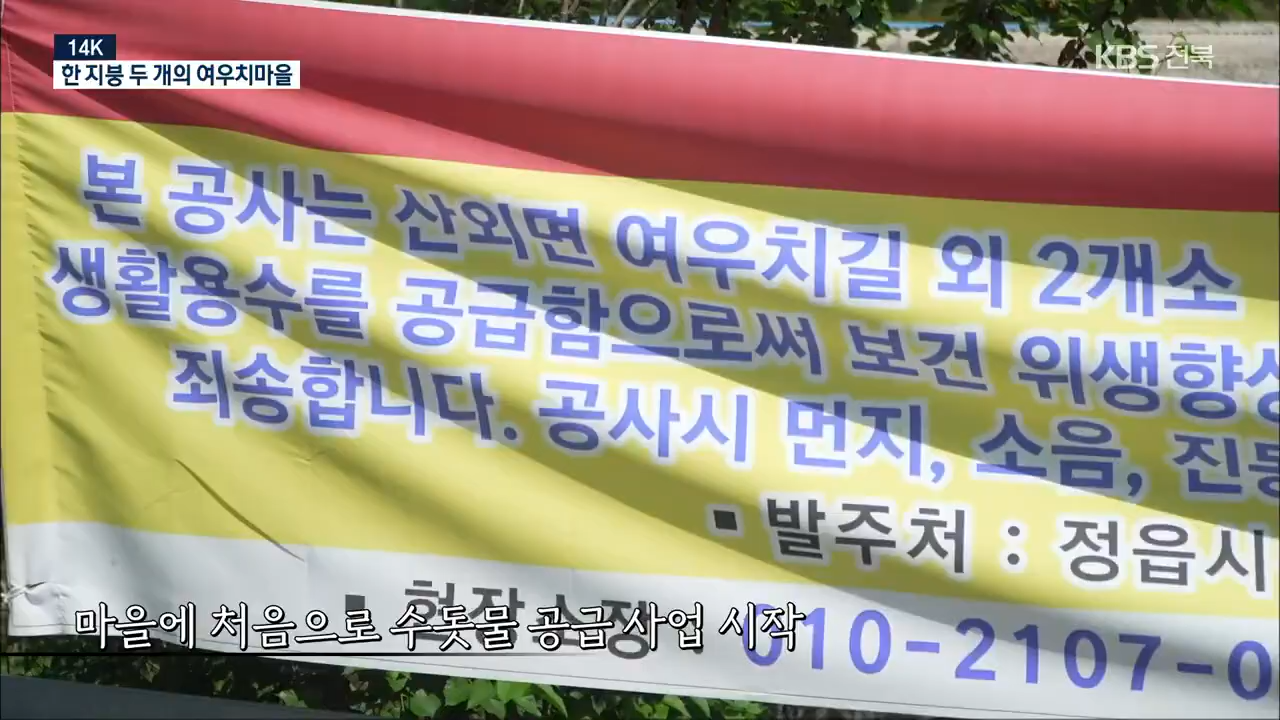 14K
한 지붕 두 개의 여우치마을
KBS 전북
본 공사는 산외면 여우치길 외 2개소
생활용수를 공급함으로써 보건 위생향상
죄송합니다. 공사시 먼지, 소음, 진동
▪ 발주처 : 정읍시
▪ 현장소장 : 010-2107-0
마을에 처음으로 수돗물 공급 사업 시작